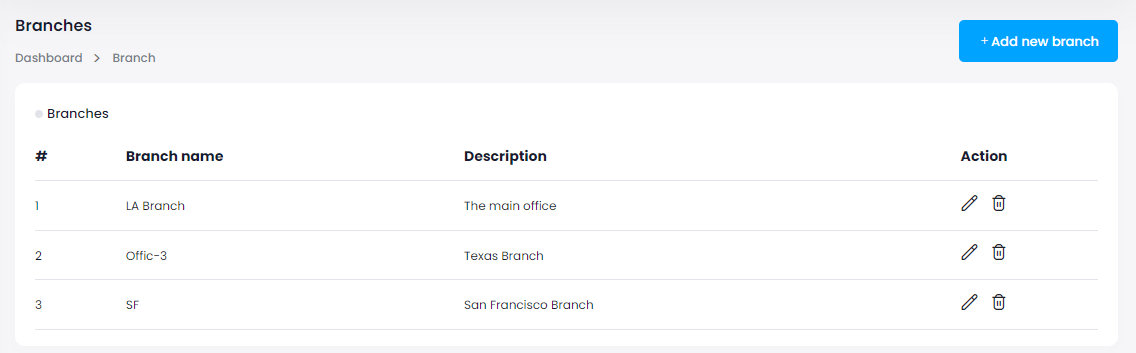 Branches
+ Add new branch
Dashboard > Branch
Branches
# Branch name Description Action
1 LA Branch The main office
2 Offic-3 Texas Branch
3 SF San Francisco Branch